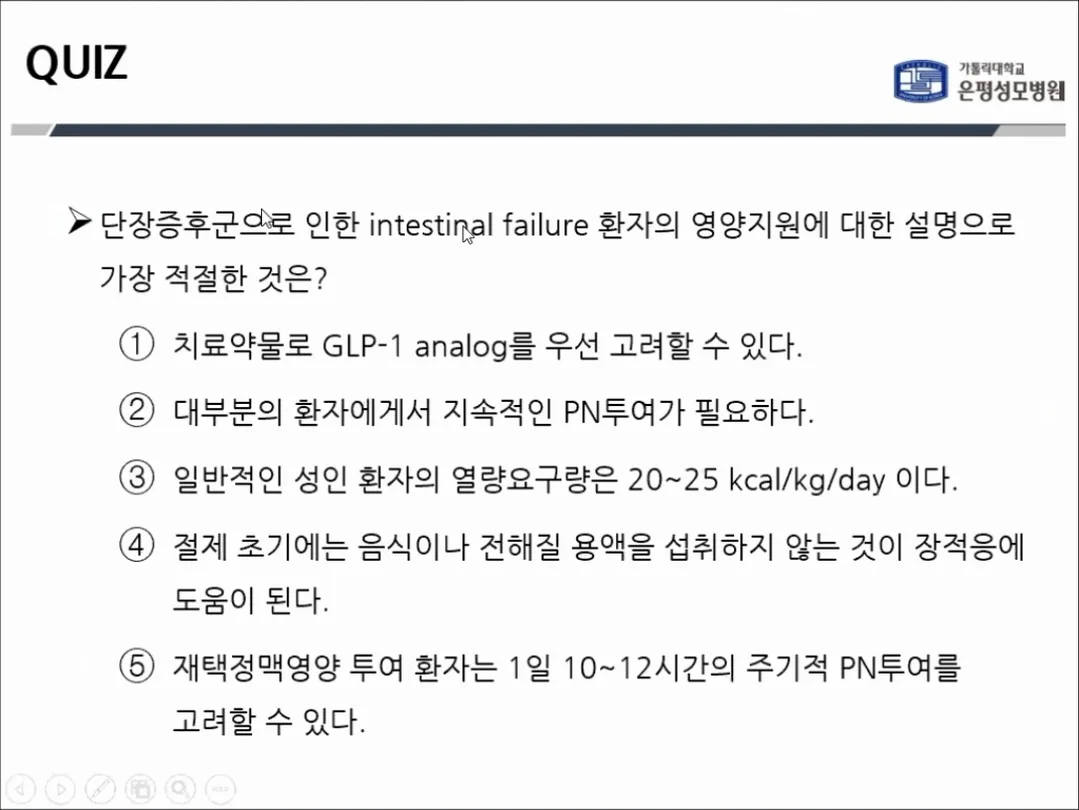 QUIZ
가톨릭대학교
은평성모병원
➤ 단장증후군으로 인한 intestinal failure 환자의 영양지원에 대한 설명으로
가장 적절한 것은?
① 치료약물로 GLP-1 analog를 우선 고려할 수 있다.
② 대부분의 환자에게서 지속적인 PN투여가 필요하다.
③ 일반적인 성인 환자의 열량요구량은 20~25 kcal/kg/day 이다.
④ 절제 초기에는 음식이나 전해질 용액을 섭취하지 않는 것이 장적응에
도움이 된다.
⑤ 재택정맥영양 투여 환자는 1일 10~12시간의 주기적 PN투여를
고려할 수 있다.